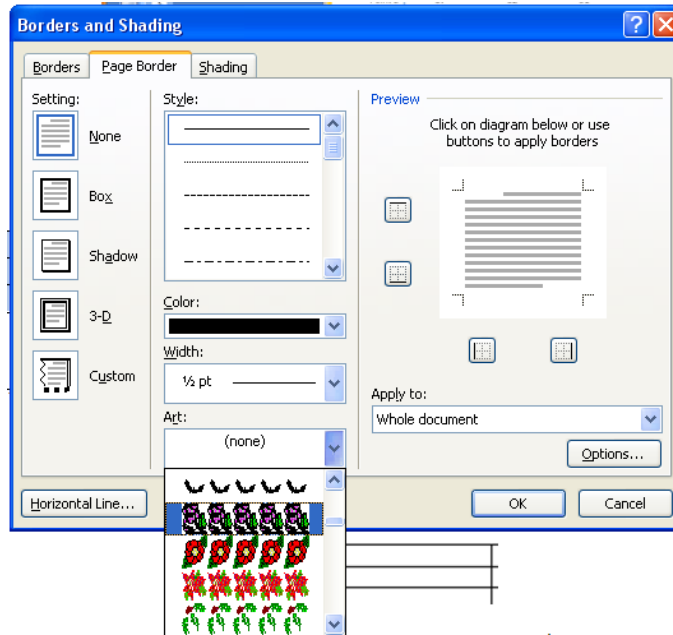 Borders and Shading
Borders
Page Border
Shading
Setting:
None
Box
Shadow
3-D
Custom
Style:
Color:
Width:
½ pt
Art:
(none)
Preview
Click on diagram below or use
buttons to apply borders
Apply to:
Whole document
Options...
Horizontal Line...
OK
Cancel